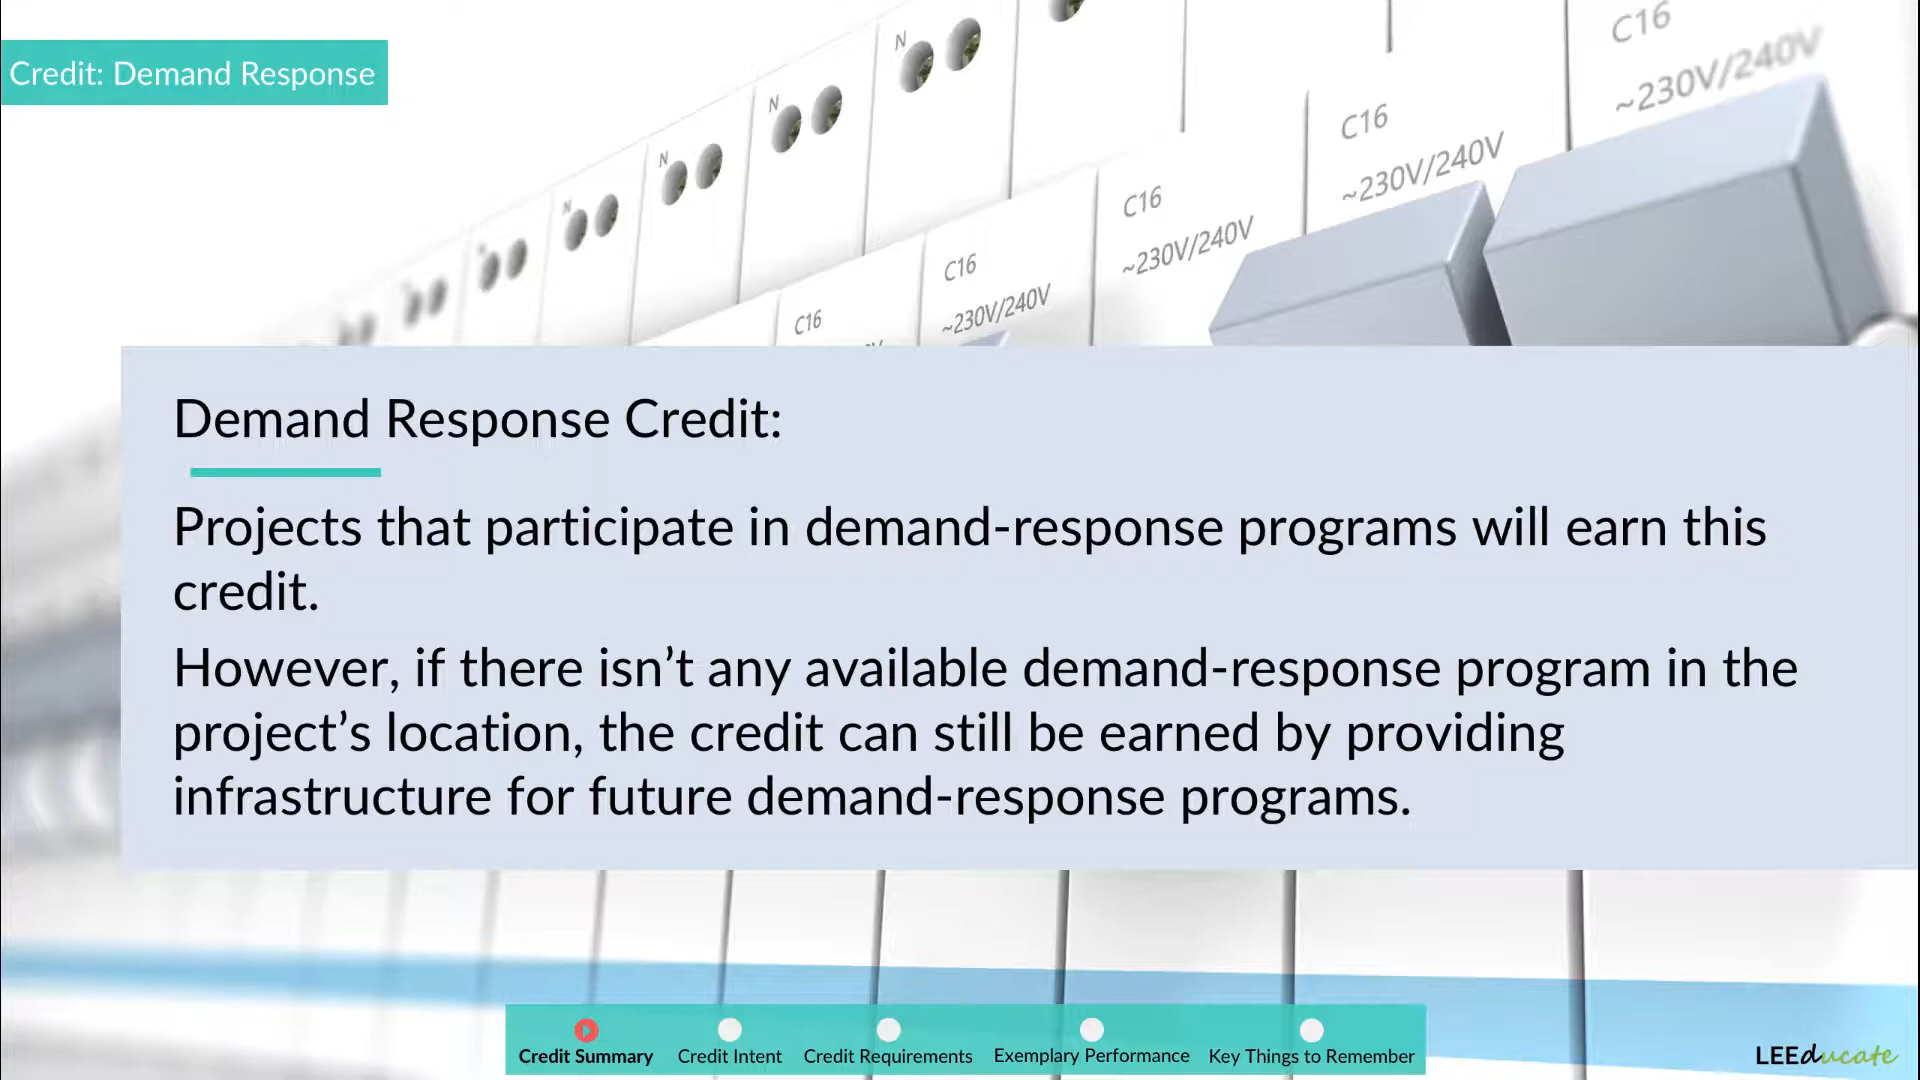 Credit: Demand Response
N
N
N
N
C16
~230V/240V
C16
~230V/240V
C16
~230V/240V
C16
~230V/240V
C16
Demand Response Credit:
Projects that participate in demand-response programs will earn this
credit.
However, if there isn’t any available demand-response program in the
project’s location, the credit can still be earned by providing
infrastructure for future demand-response programs.
Credit Summary
Credit Intent
Credit Requirements
Exemplary Performance
Key Things to Remember
LEEducate